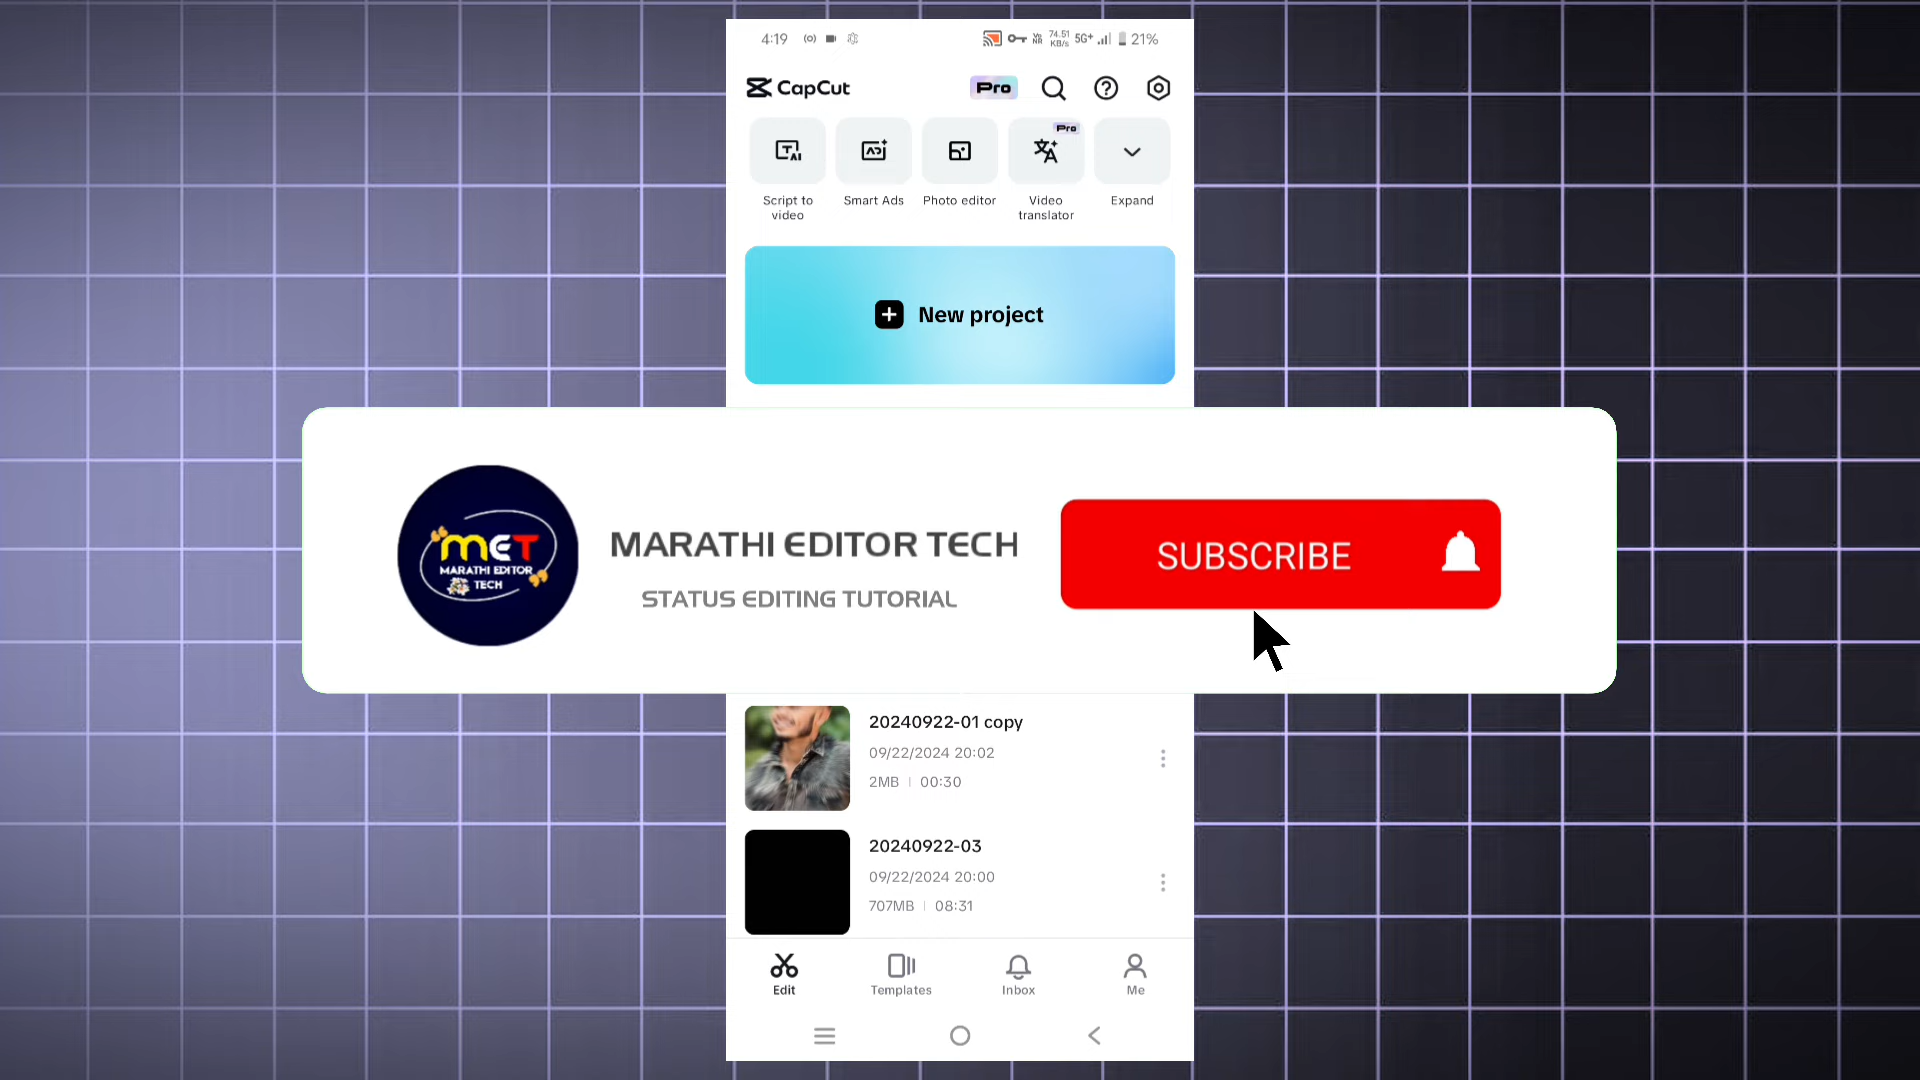 4:19
VoNR 74.51 KB/s 5G+ 21%
CapCut
Pro
Pro
Script to video
Smart Ads
Photo editor
Video translator
Expand
New project
MET
MARATHI EDITOR
TECH
MARATHI EDITOR TECH
STATUS EDITING TUTORIAL
SUBSCRIBE
20240922-01 copy
09/22/2024 20:02
2MB | 00:30
20240922-03
09/22/2024 20:00
707MB | 08:31
Edit
Templates
Inbox
Me